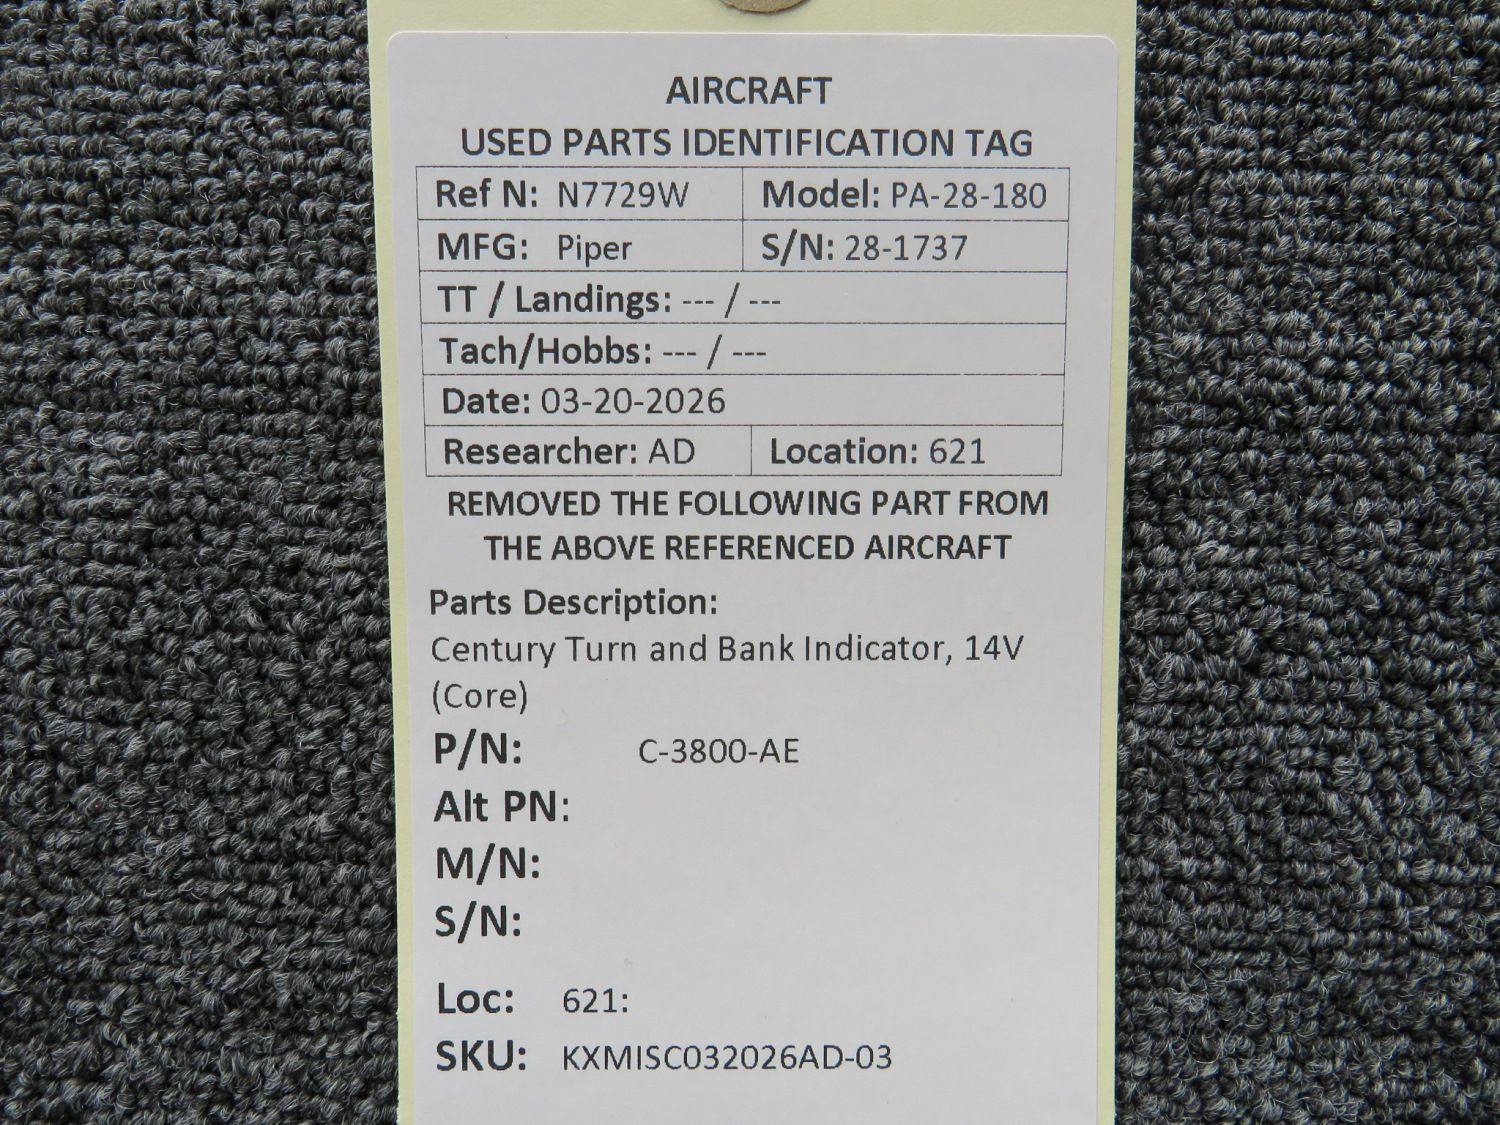 AIRCRAFT
USED PARTS IDENTIFICATION TAG
Ref N: N7729W Model: PA-28-180
MFG: Piper S/N: 28-1737
TT / Landings: --- / ---
Tach/Hobbs: --- / ---
Date: 03-20-2026
Researcher: AD Location: 621
REMOVED THE FOLLOWING PART FROM
THE ABOVE REFERENCED AIRCRAFT
Parts Description:
Century Turn and Bank Indicator, 14V
(Core)
P/N: C-3800-AE
Alt PN:
M/N:
S/N:
Loc: 621:
SKU: KXMISC032026AD-03